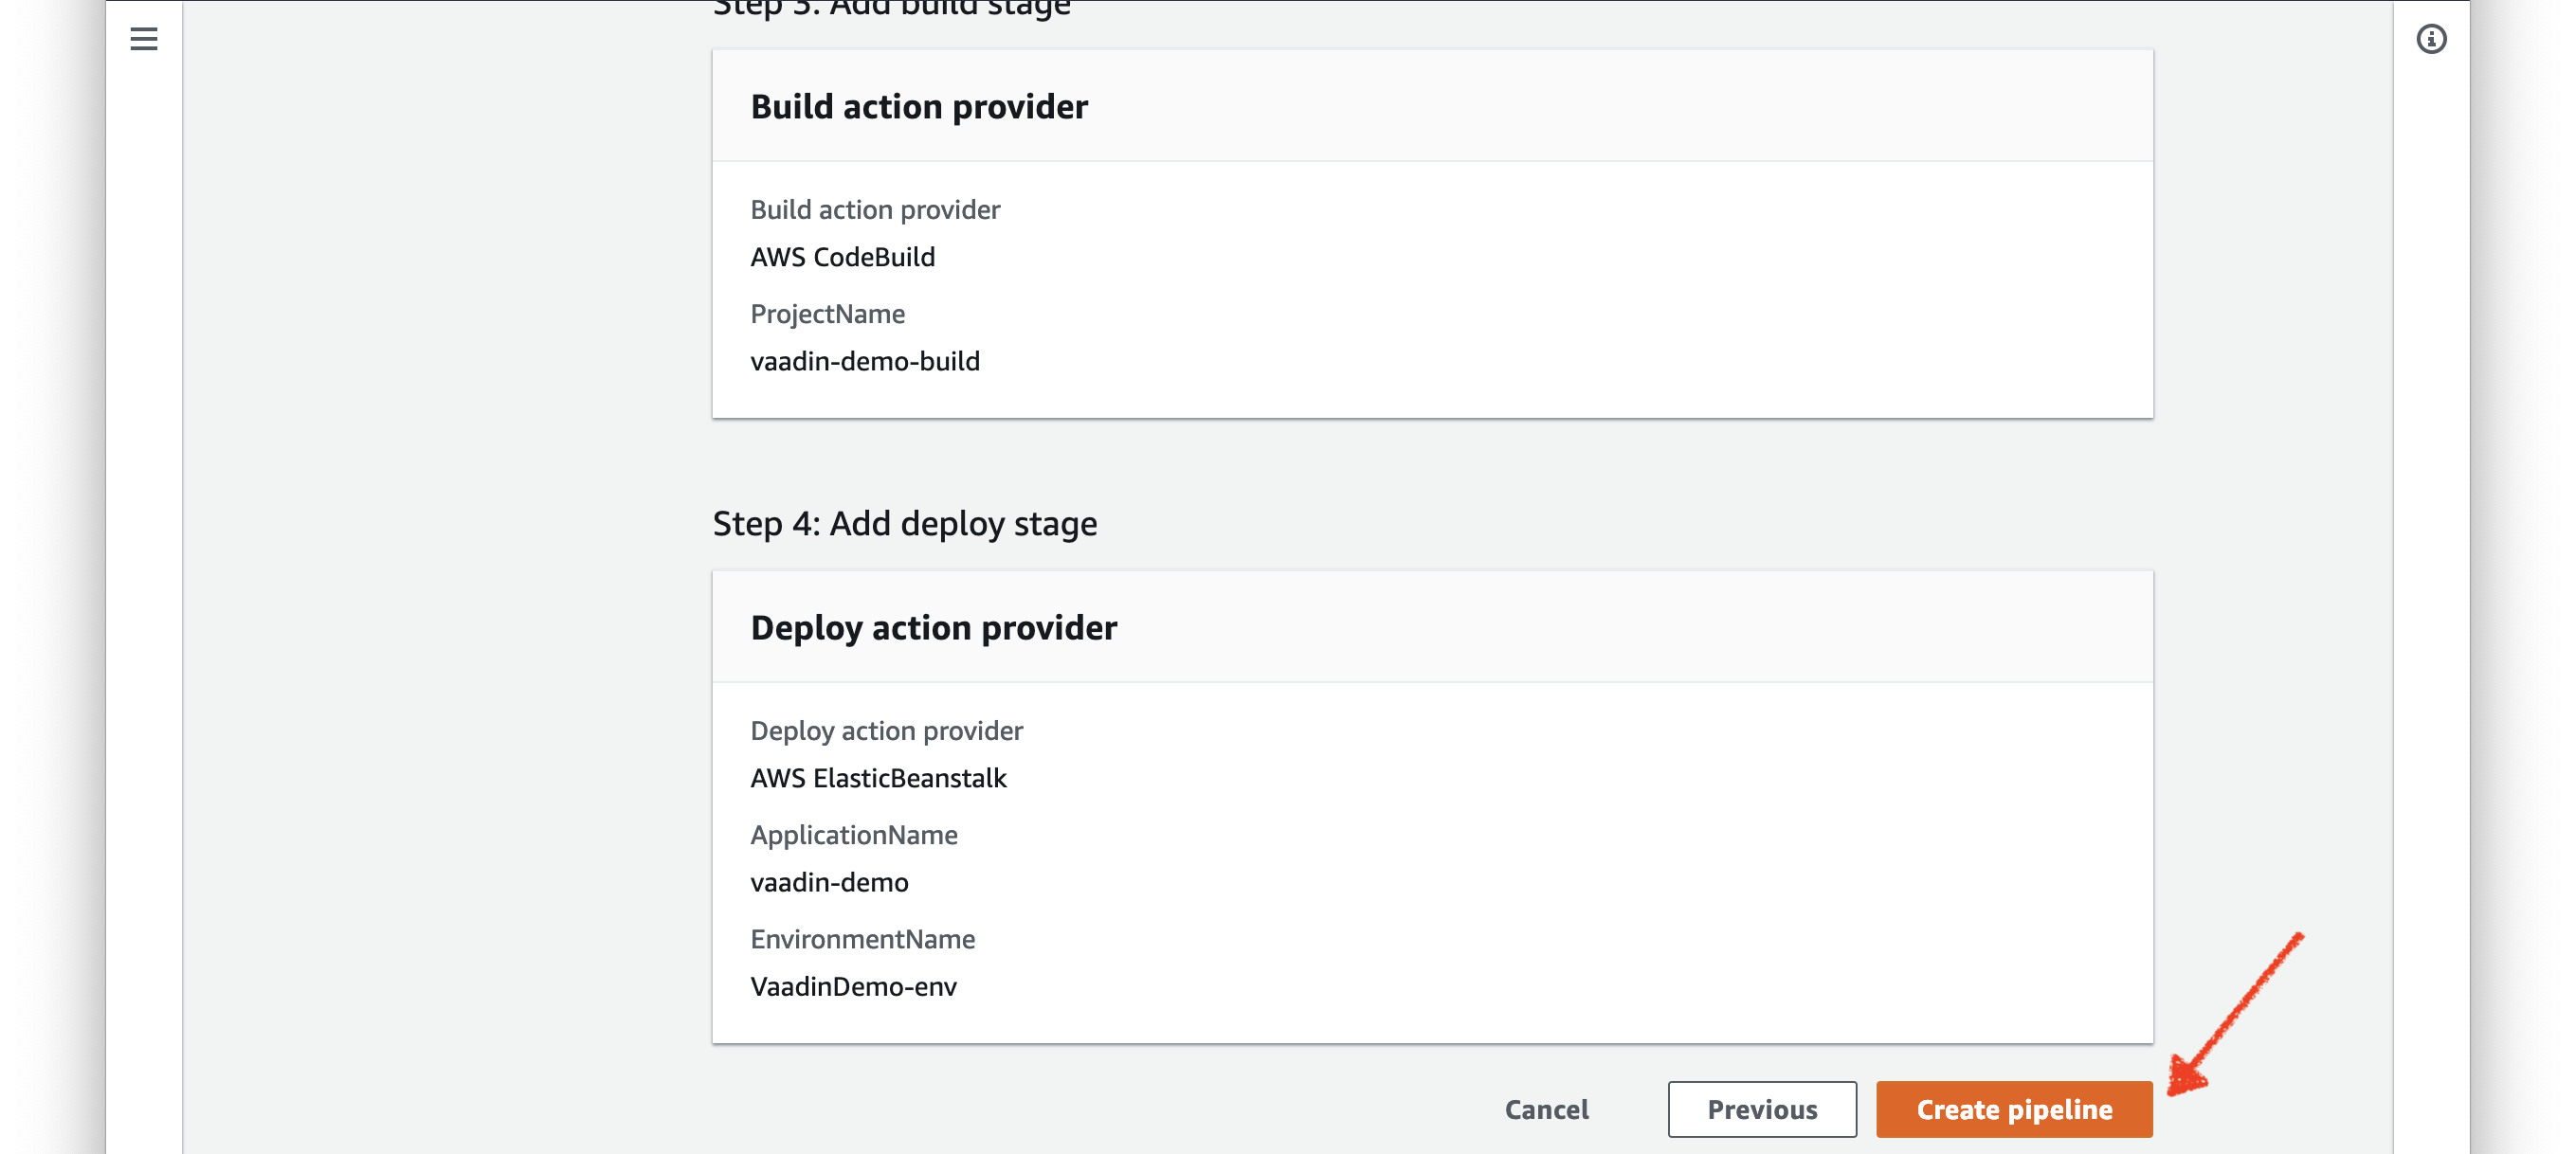 Step 3: Add build stage
Build action provider
Build action provider
AWS CodeBuild
ProjectName
vaadin-demo-build
Step 4: Add deploy stage
Deploy action provider
Deploy action provider
AWS ElasticBeanstalk
ApplicationName
vaadin-demo
EnvironmentName
VaadinDemo-env
Cancel Previous Create pipeline